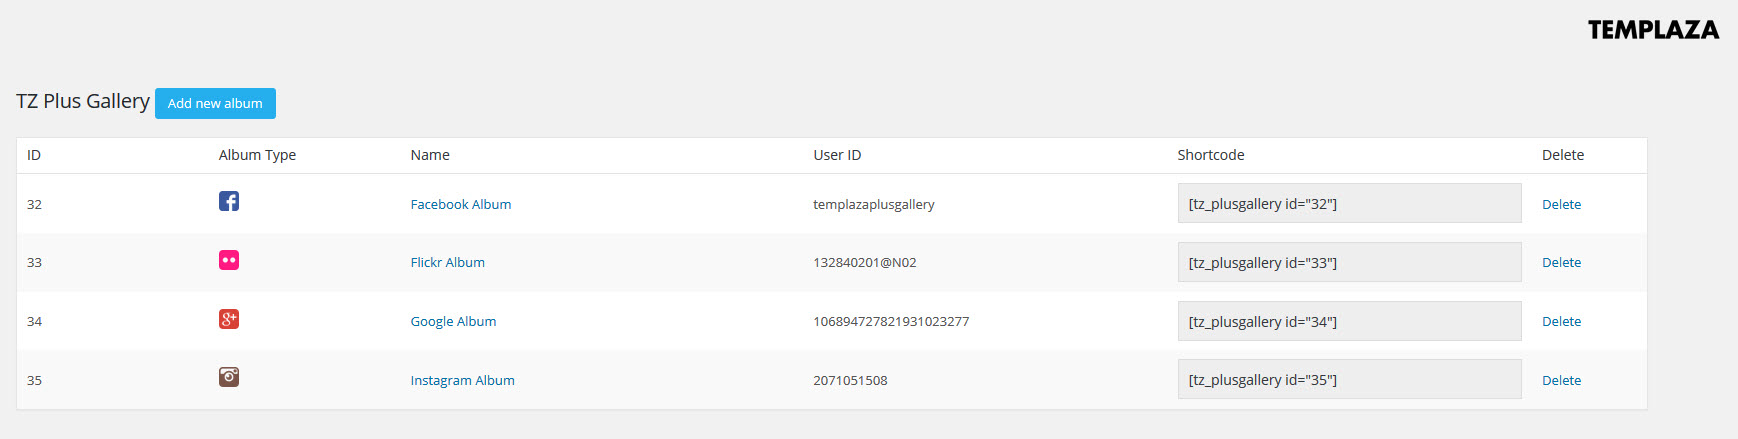 TEMPLAZA
TZ Plus Gallery Add new album
ID Album Type Name User ID Shortcode Delete
32 Facebook Album templazaplusgallery [tz_plusgallery id="32"] Delete
33 Flickr Album 132840201@N02 [tz_plusgallery id="33"] Delete
34 Google Album 106894727821931023277 [tz_plusgallery id="34"] Delete
35 Instagram Album 2071051508 [tz_plusgallery id="35"] Delete